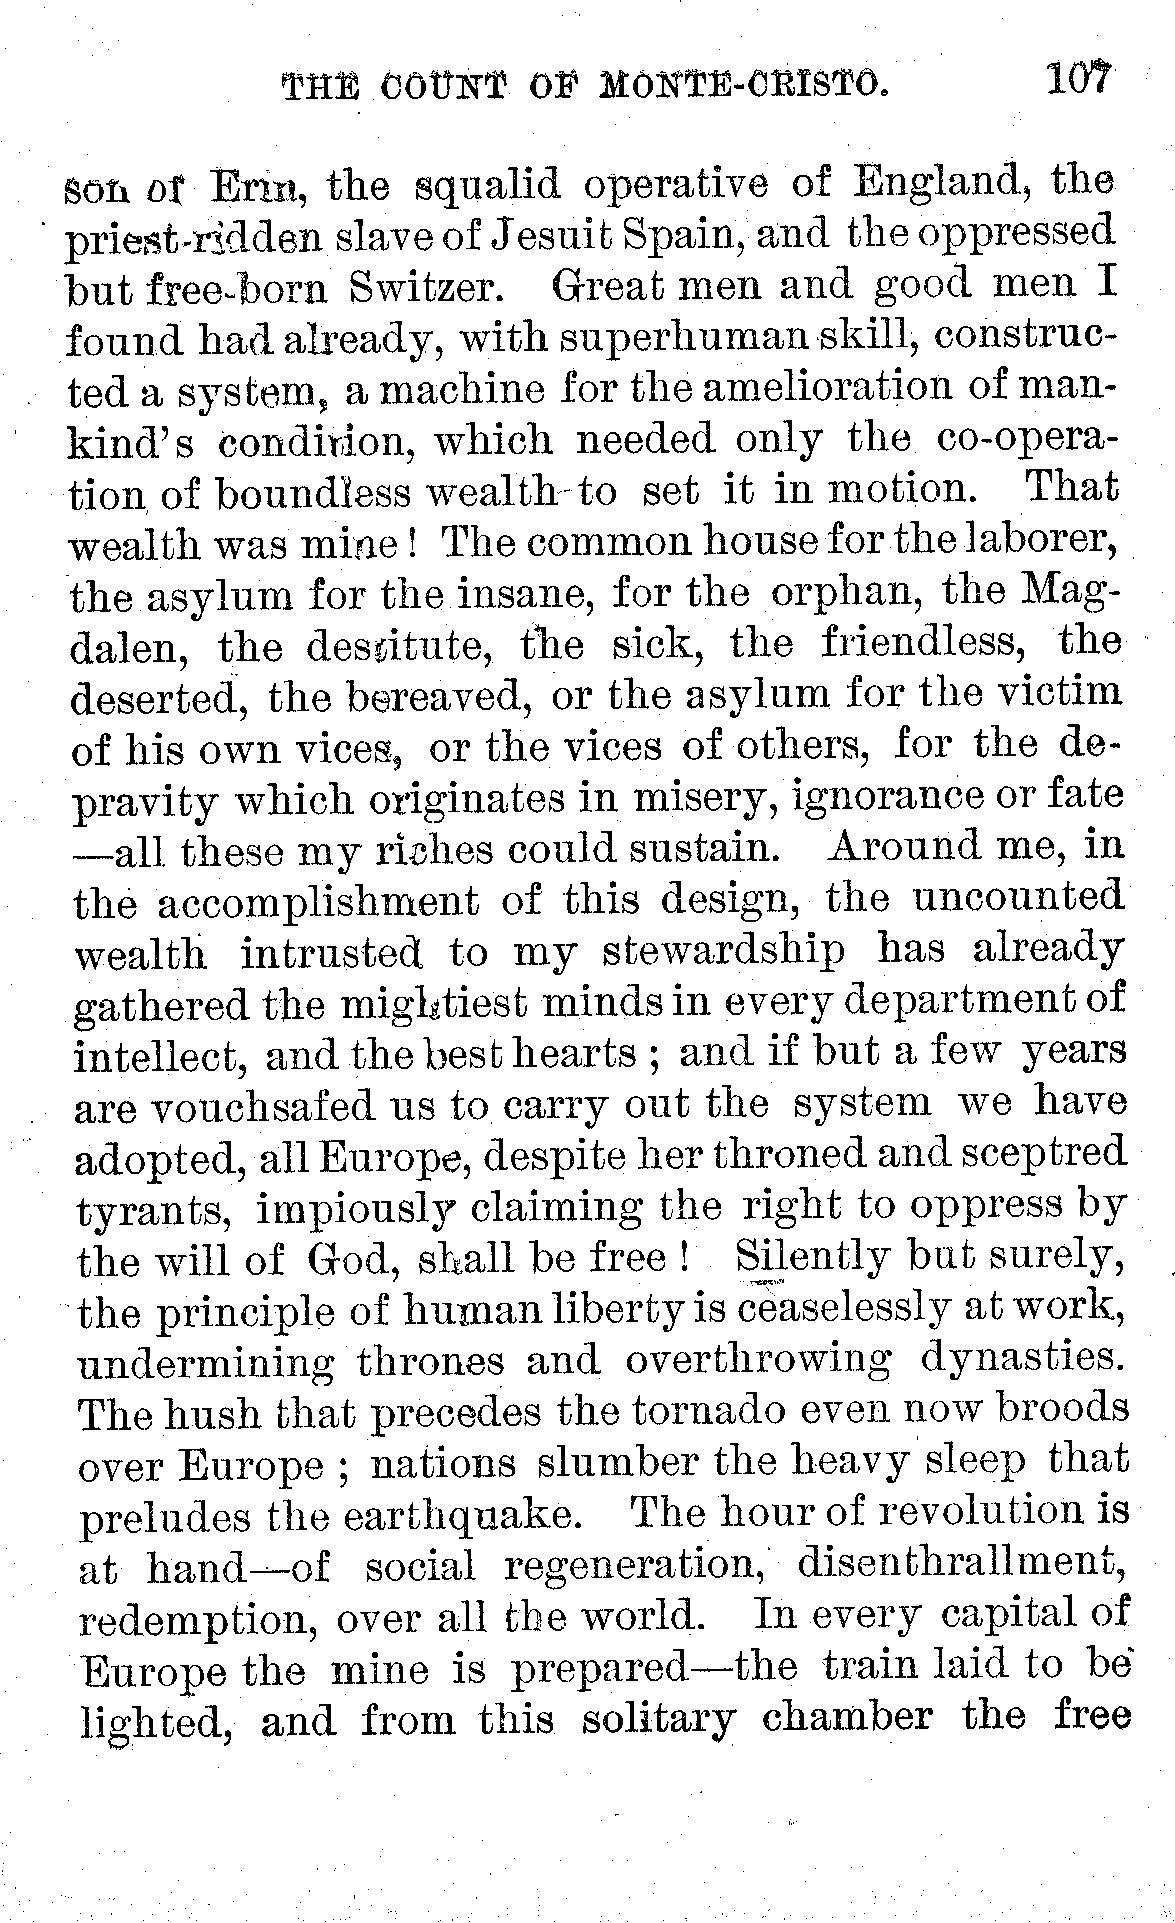 THE COUNT OF MONTE-CRISTO. 107
son of Erin, the squalid operative of England, the
priest-ridden slave of Jesuit Spain, and the oppressed
but free-born Switzer. Great men and good men I
found had already, with superhuman skill, construc-
ted a system, a machine for the amelioration of man-
kind's condition, which needed only the co-opera-
tion of boundless wealth to set it in motion. That
wealth was mine! The common house for the laborer,
the asylum for the insane, for the orphan, the Mag-
dalen, the destitute, the sick, the friendless, the
deserted, the bereaved, or the asylum for the victim
of his own vices, or the vices of others, for the de-
pravity which originates in misery, ignorance or fate
—all these my riches could sustain. Around me, in
the accomplishment of this design, the uncounted
wealth intrusted to my stewardship has already
gathered the mightiest minds in every department of
intellect, and the best hearts; and if but a few years
are vouchsafed us to carry out the system we have
adopted, all Europe, despite her throned and sceptred
tyrants, impiously claiming the right to oppress by
the will of God, shall be free! Silently but surely,
the principle of human liberty is ceaselessly at work,
undermining thrones and overthrowing dynasties.
The hush that precedes the tornado even now broods
over Europe; nations slumber the heavy sleep that
preludes the earthquake. The hour of revolution is
at hand—of social regeneration, disenthrallment,
redemption, over all the world. In every capital of
Europe the mine is prepared—the train laid to be
lighted, and from this solitary chamber the free